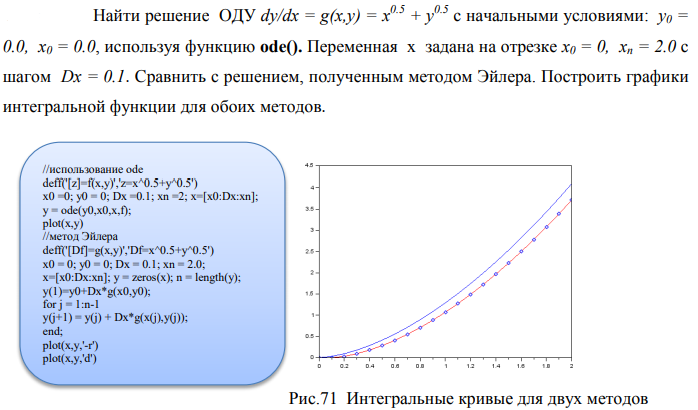 Найти решение ОДУ dy/dx = g(x,y) = x^0.5 + y^0.5 с начальными условиями: y0 =
0.0, x0 = 0.0, используя функцию ode(). Переменная x задана на отрезке x0 = 0, xn = 2.0 с
шагом Dx = 0.1. Сравнить с решением, полученным методом Эйлера. Построить графики
интегральной функции для обоих методов.
//использование ode
deff('[z]=f(x,y)','z=x^0.5+y^0.5')
x0 =0; y0 = 0; Dx =0.1; xn =2; x=[x0:Dx:xn];
y = ode(y0,x0,x,f);
plot(x,y)
//метод Эйлера
deff('[Df]=g(x,y)','Df=x^0.5+y^0.5')
x0 = 0; y0 = 0; Dx = 0.1; xn = 2.0;
x=[x0:Dx:xn]; y = zeros(x); n = length(y);
y(1)=y0+Dx*g(x0,y0);
for j = 1:n-1
y(j+1) = y(j) + Dx*g(x(j),y(j));
end;
plot(x,y,'-r')
plot(x,y,'d')
4.5
4
3.5
3
2.5
2
1.5
1
0.5
0
0 0.2 0.4 0.6 0.8 1 1.2 1.4 1.6 1.8 2
Рис.71 Интегральные кривые для двух методов